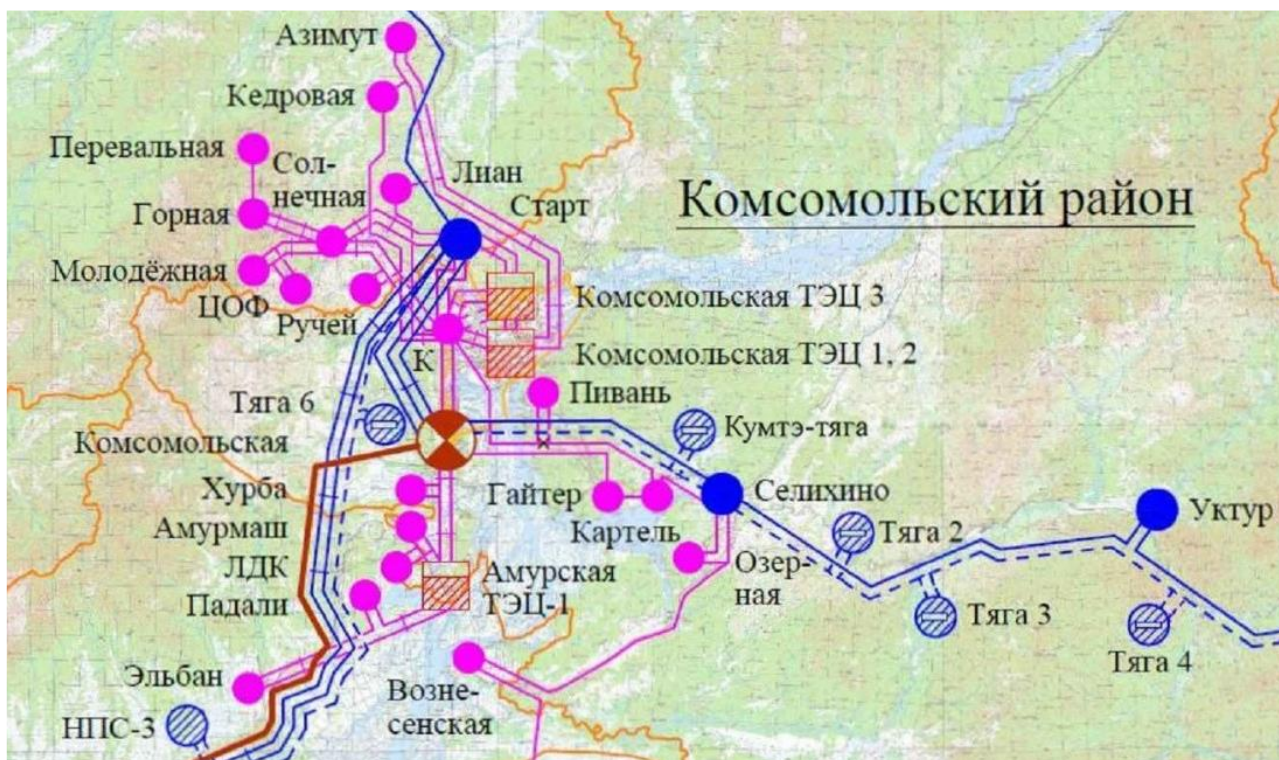 Азимут
Кедровая
Перевальная
Сол-
нечная
Лиан
Горная
Старт
Комсомольский район
Молодёжная
ЦОФ
Ручей
Комсомольская ТЭЦ 3
К
Комсомольская ТЭЦ 1, 2
Пивань
Тяга 6
Кумтэ-тяга
Комсомольская
Хурба
Гайтер
Селихино
Уктур
Амурмаш
Картель
Тяга 2
ЛДК
Амурская
ТЭЦ-1
Озер-
ная
Падали
Тяга 3
Тяга 4
Эльбан
Возне-
сенская
НПС-3